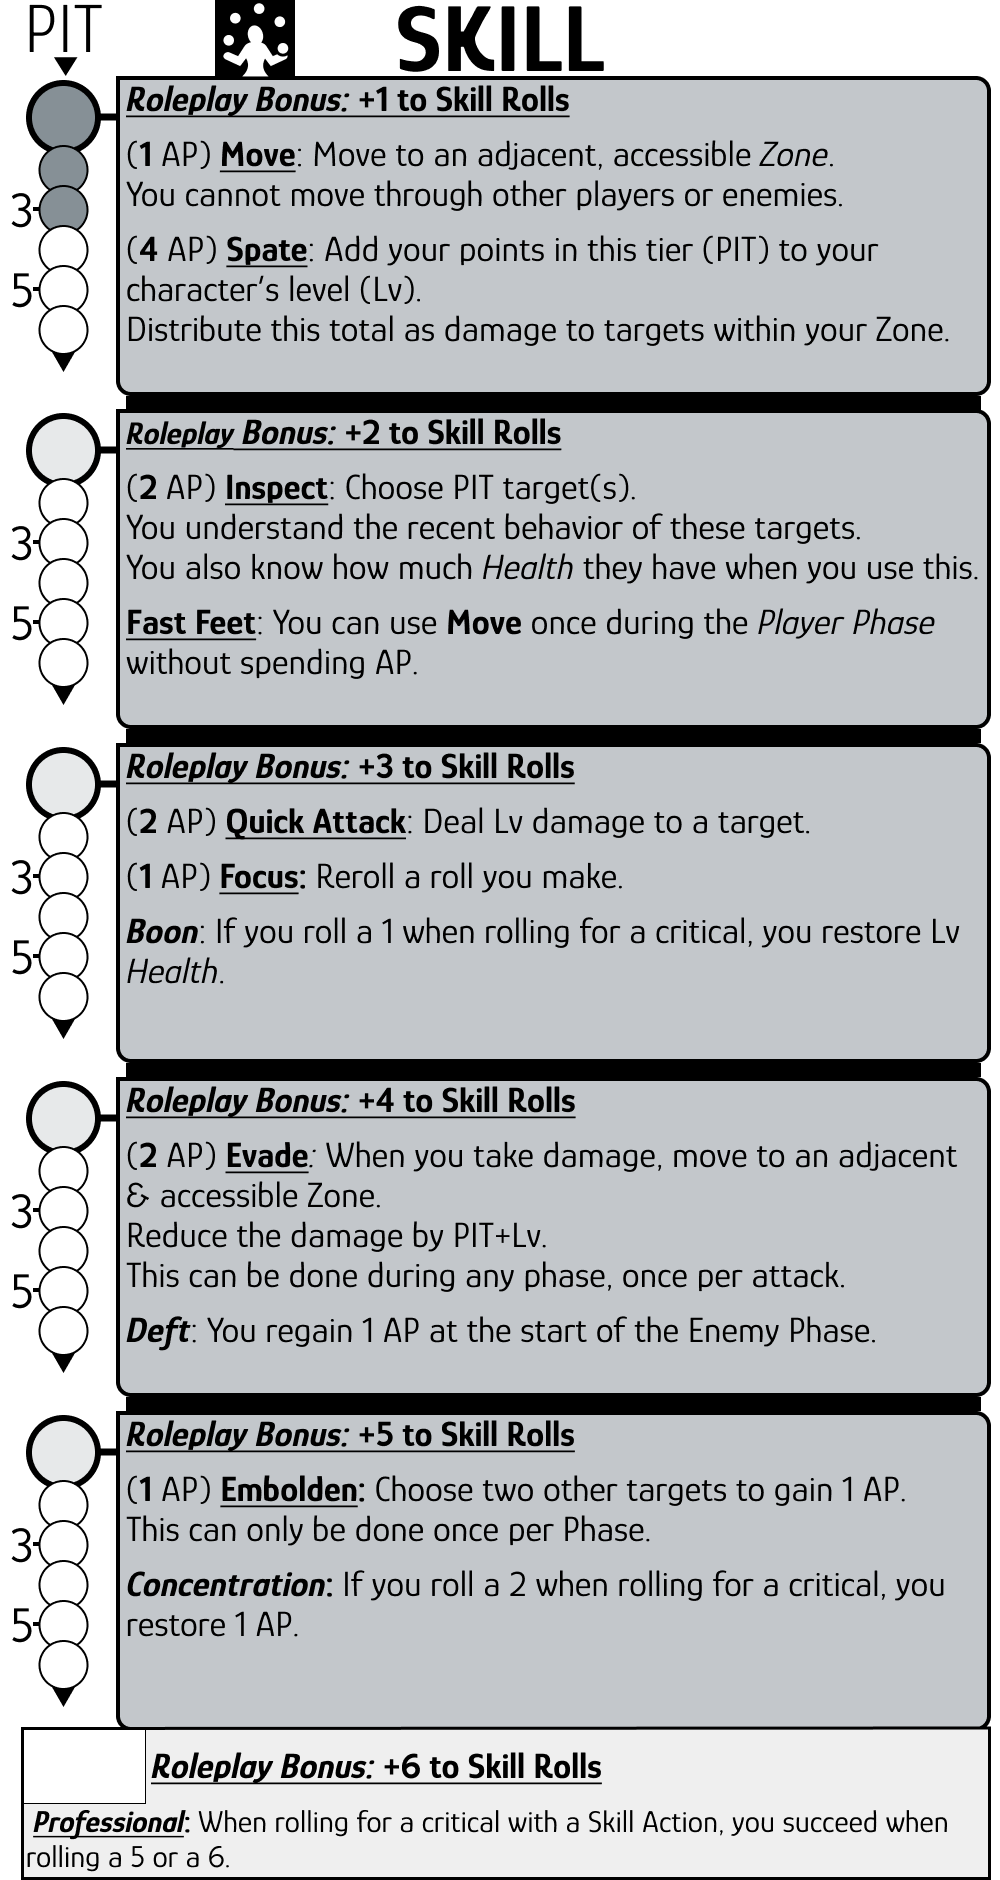 PIT
SKILL
Roleplay Bonus: +1 to Skill Rolls
(1 AP) Move: Move to an adjacent, accessible Zone.
You cannot move through other players or enemies.
3
(4 AP) Spate: Add your points in this tier (PIT) to your
5
character's level (Lv).
Distribute this total as damage to targets within your Zone.
Roleplay Bonus: +2 to Skill Rolls
(2 AP) Inspect: Choose PIT target(s).
You understand the recent behavior of these targets.
3
You also know how much Health they have when you use this.
5
Fast Feet: You can use Move once during the Player Phase
without spending AP.
Roleplay Bonus: +3 to Skill Rolls
(2 AP) Quick Attack: Deal Lv damage to a target.
3
(1 AP) Focus: Reroll a roll you make.
Boon: If you roll a 1 when rolling for a critical, you restore Lv
5
Health.
Roleplay Bonus: +4 to Skill Rolls
(2 AP) Evade: When you take damage, move to an adjacent
& accessible Zone.
3
Reduce the damage by PIT+Lv.
This can be done during any phase, once per attack.
5
Deft: You regain 1 AP at the start of the Enemy Phase.
Roleplay Bonus: +5 to Skill Rolls
(1 AP) Embolden: Choose two other targets to gain 1 AP.
This can only be done once per Phase.
3
Concentration: If you roll a 2 when rolling for a critical, you
5
restore 1 AP.
Roleplay Bonus: +6 to Skill Rolls
Professional: When rolling for a critical with a Skill Action, you succeed when
rolling a 5 or a 6.